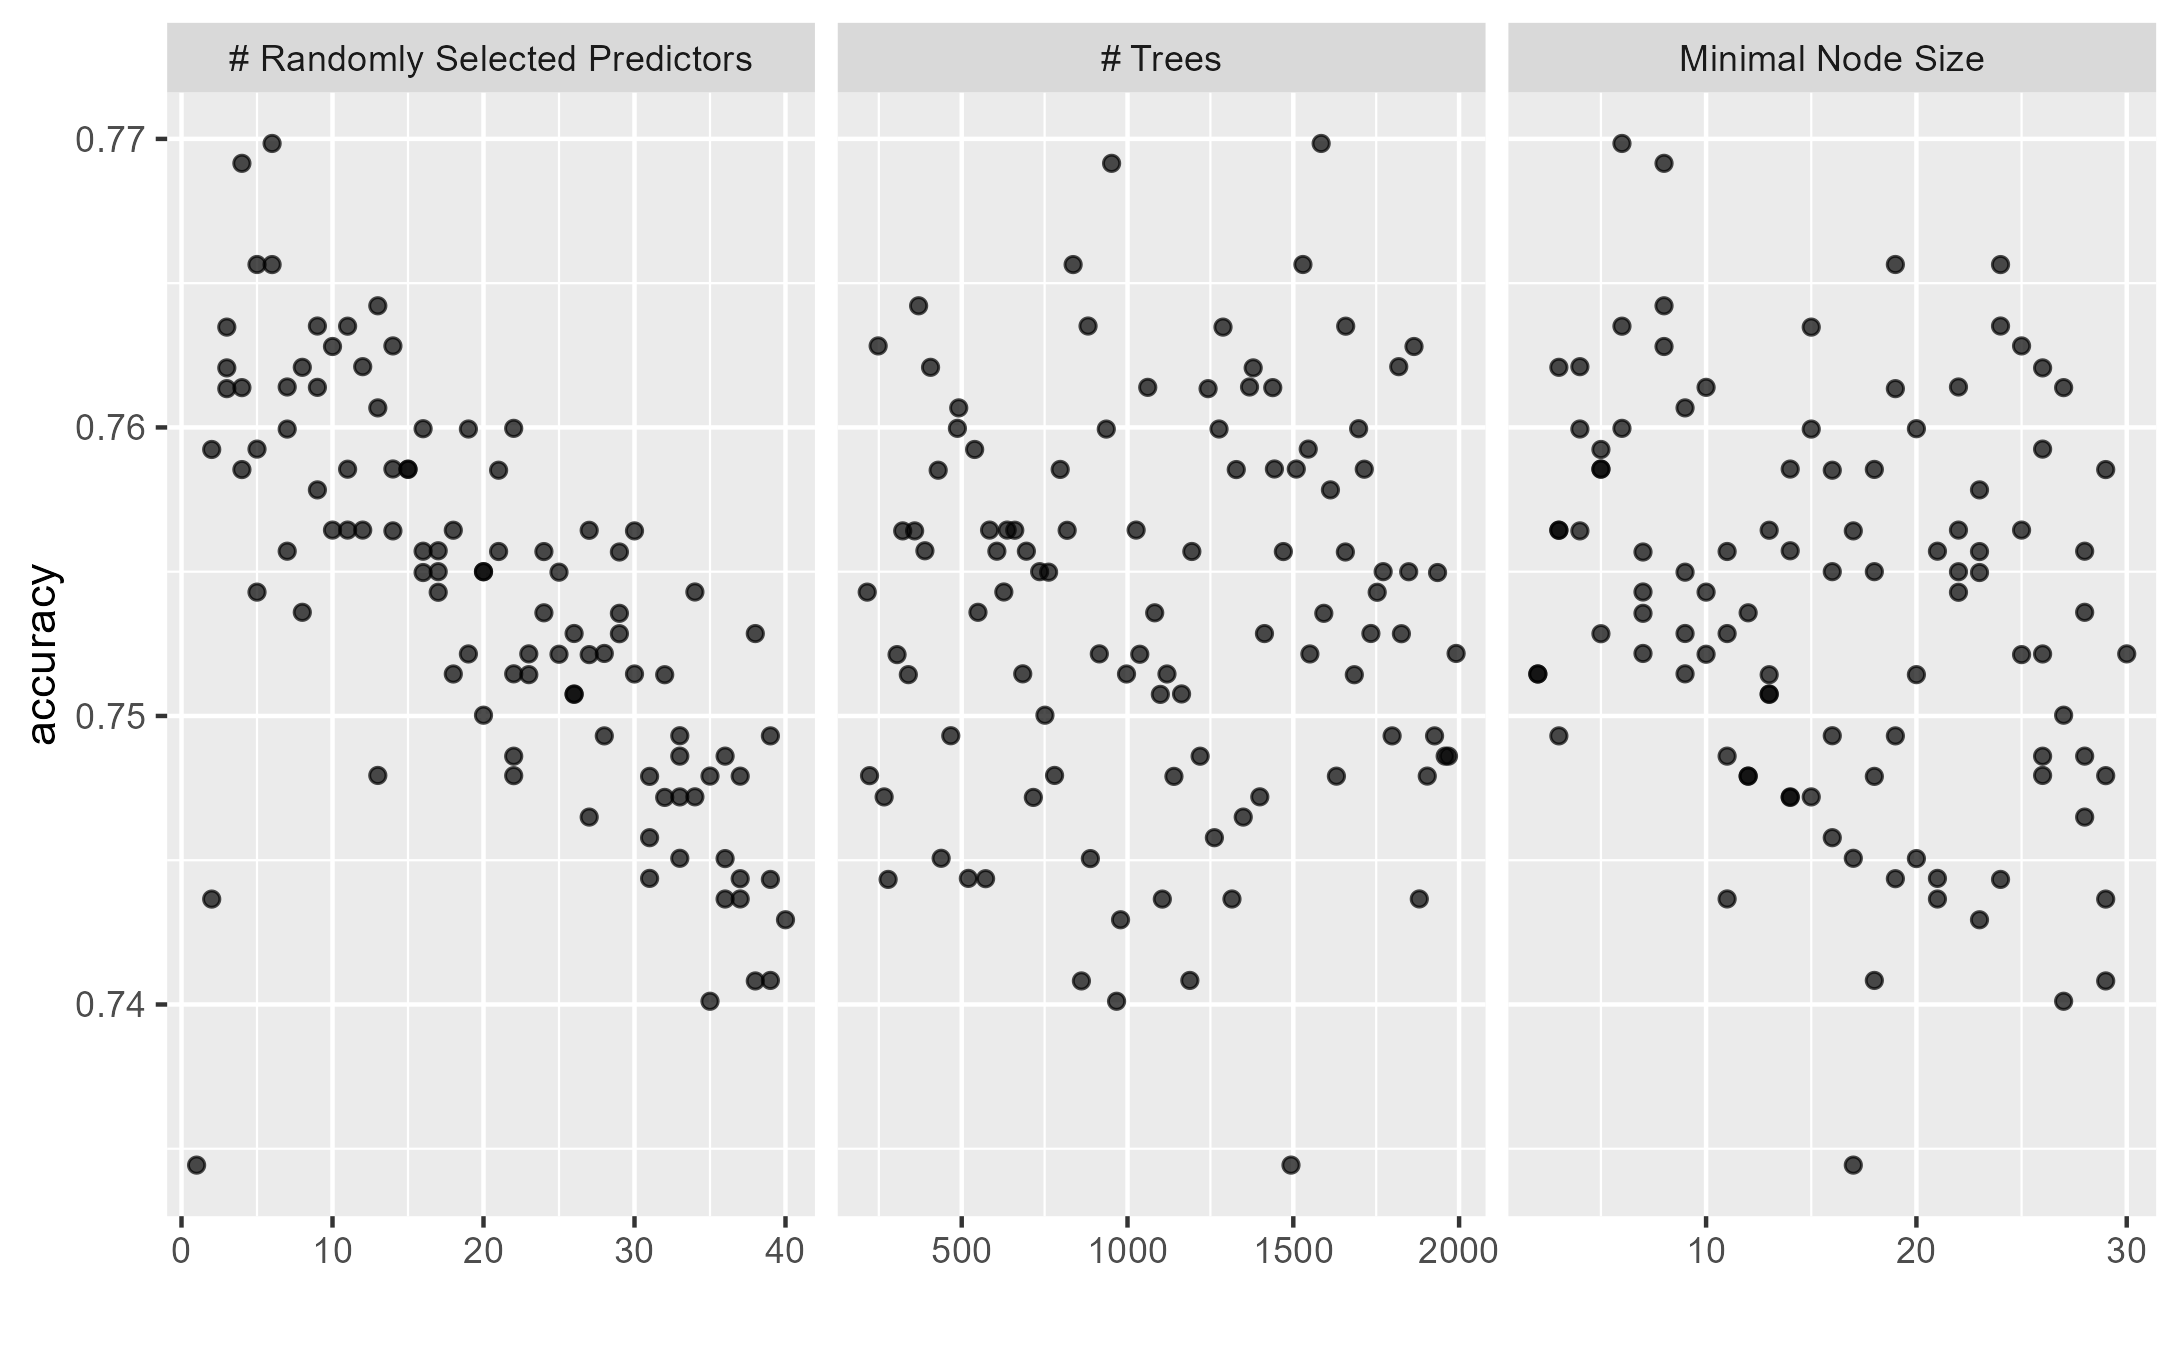 # Randomly Selected Predictors
# Trees
Minimal Node Size
accuracy
0.77
0.76
0.75
0.74
0 10 20 30 40
500 1000 1500 2000
10 20 30